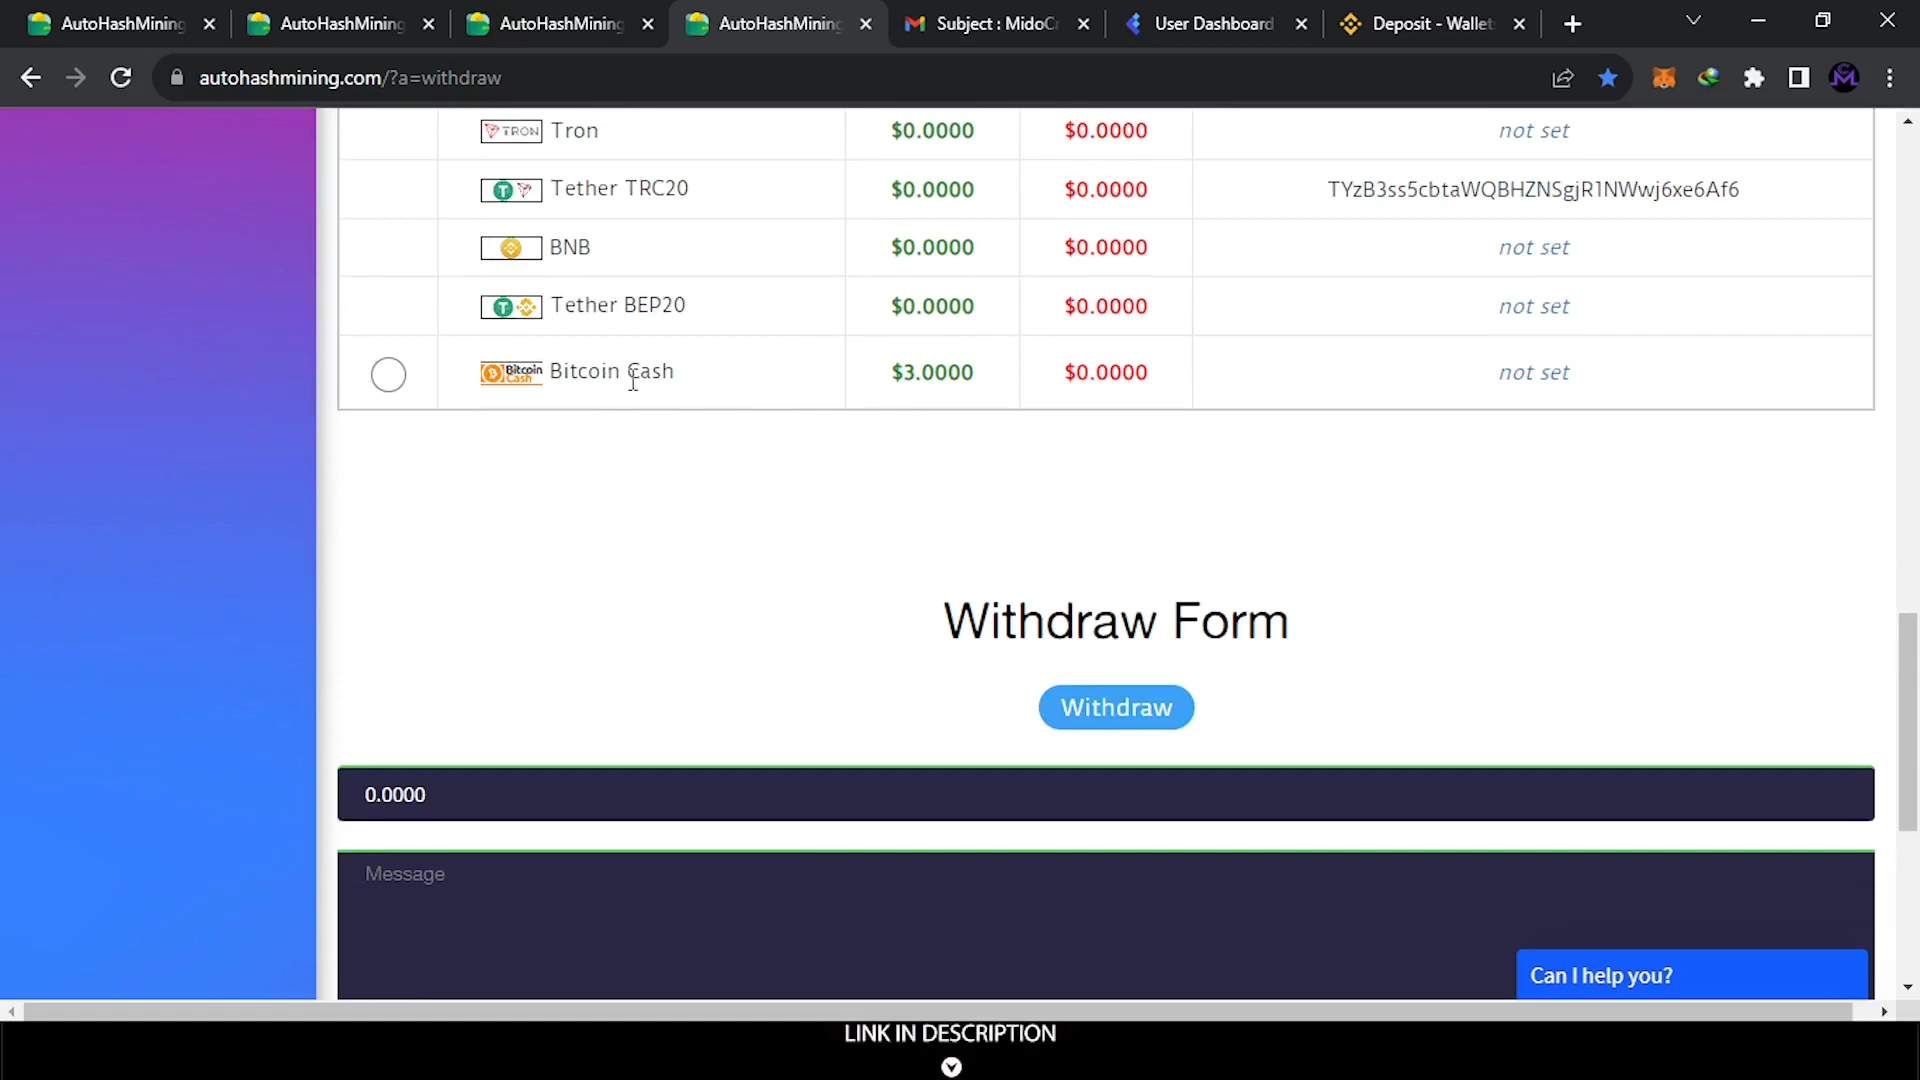 AutoHashMining
AutoHashMining
AutoHashMining
AutoHashMining
Subject : MidoCr
User Dashboard
Deposit - Wallet
autohashmining.com/?a=withdraw
TRON Tron $0.0000 $0.0000 not set
Tether TRC20 $0.0000 $0.0000 TYzB3ss5cbtaWQBHZNSgjR1NWwj6xe6Af6
BNB $0.0000 $0.0000 not set
Tether BEP20 $0.0000 $0.0000 not set
Bitcoin Cash Bitcoin Cash $3.0000 $0.0000 not set
Withdraw Form
Withdraw
0.0000
Message
Can I help you?
LINK IN DESCRIPTION